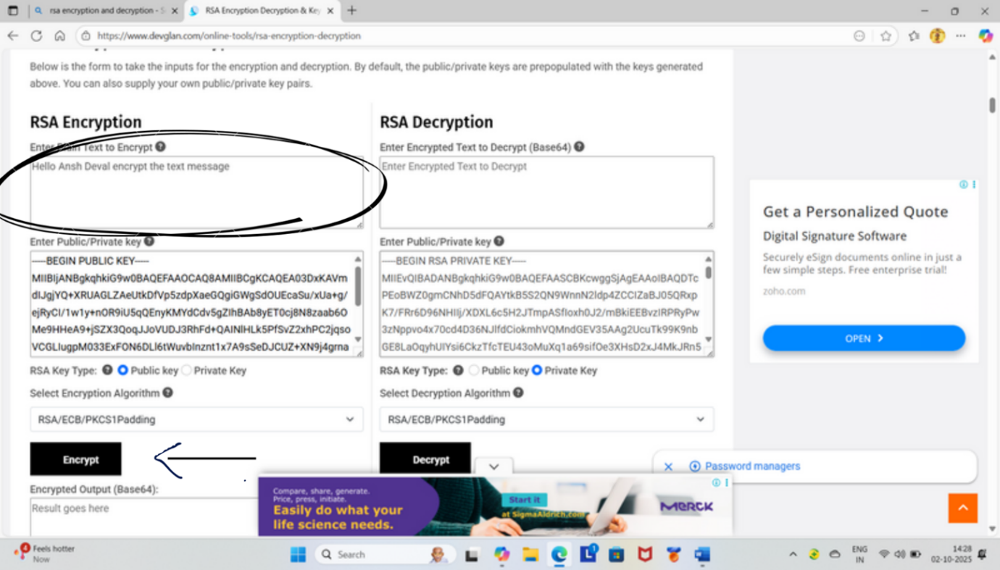 rsa encryption and decryption - S
RSA Encryption Decryption & Key
https://www.devglan.com/online-tools/rsa-encryption-decryption
Below is the form to take the inputs for the encryption and decryption. By default, the public/private keys are prepopulated with the keys generated
above. You can also supply your own public/private key pairs.
RSA Encryption
Enter Plain Text to Encrypt
Hello Ansh Deval encrypt the text message
Enter Public/Private key
-----BEGIN PUBLIC KEY-----
MIIBIjANBgkqhkiG9w0BAQEFAAOCAQ8AMIIBCgKCAQEA03DxKAVm
dIJgjYQ+XRUAGLZAeUtkDfVp5zdpXaeGQgiGWgSdOUEcaSu/xUa+g/
ejRyCI/1w1y+nOR9iU5qQEnyKMYdCdv5gZIhBAb8yET0cj8N8zaab6O
Me9HHeA9+jSZX3QoqJJoVUDJ3RhFd+QAINlHLk5PfSvZ2xhPC2jqso
VCGLIugpM033ExFON6DLl6tWuvbInznt1x7A9sSeDJCUZ+XN9j4grna
RSA Key Type: Public key Private Key
Select Encryption Algorithm
RSA/ECB/PKCS1Padding
Encrypt
Encrypted Output (Base64):
Result goes here
RSA Decryption
Enter Encrypted Text to Decrypt (Base64)
Enter Encrypted Text to Decrypt
Enter Public/Private key
-----BEGIN RSA PRIVATE KEY-----
MIIEvQIBADANBgkqhkiG9w0BAQEFAASCBKcwggSjAgEAAoIBAQDTc
PEoBWZ0gmCNhD5dFQAYtkB5S2QN9WnnN2ldp4ZCCIZaBJ05QRxp
K7/FRr6D96NHIIj/XDXL6c5H2JTmpASfIoxh0J2/mBkiEEBvzIRPRyPw
3zNppvo4x70cd4D36NJlfdCiokmhVQMndGEV35AAg2UcuTk99K9nb
GE8LaOqyhUIYsi6CkzTfcTEU43oMuXq1a69sifOe3XHsD2xJ4MkJRn5
RSA Key Type: Public key Private Key
Select Decryption Algorithm
RSA/ECB/PKCS1Padding
Decrypt
Get a Personalized Quote
Digital Signature Software
Securely eSign documents online in just a
few simple steps. Free enterprise trial!
zoho.com
OPEN
Password managers
Compare, share, generate.
Price, press, initiate.
Easily do what your
life science needs.
Start it
at SigmaAldrich.com
MERCK
4
Feels hotter
Now
Search
L
1
ENG
IN
14:28
02-10-2025